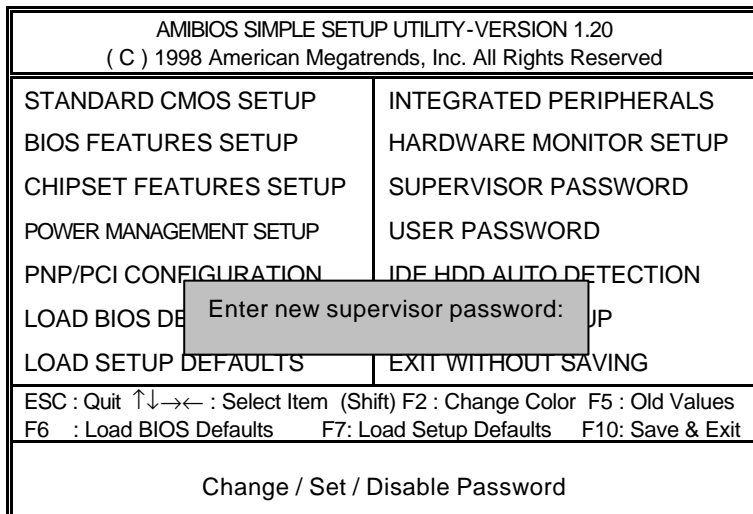 AMIBIOS SIMPLE SETUP UTILITY-VERSION 1.20
( C ) 1998 American Megatrends, Inc. All Rights Reserved
STANDARD CMOS SETUP
BIOS FEATURES SETUP
CHIPSET FEATURES SETUP
POWER MANAGEMENT SETUP
PNP/PCI CONFIGURATION
LOAD BIOS DE
LOAD SETUP DEFAULTS
INTEGRATED PERIPHERALS
HARDWARE MONITOR SETUP
SUPERVISOR PASSWORD
USER PASSWORD
IDE HDD AUTO DETECTION
UP
EXIT WITHOUT SAVING
Enter new supervisor password:
ESC : Quit ↑↓→← : Select Item (Shift) F2 : Change Color F5 : Old Values
F6 : Load BIOS Defaults F7: Load Setup Defaults F10: Save & Exit
Change / Set / Disable Password